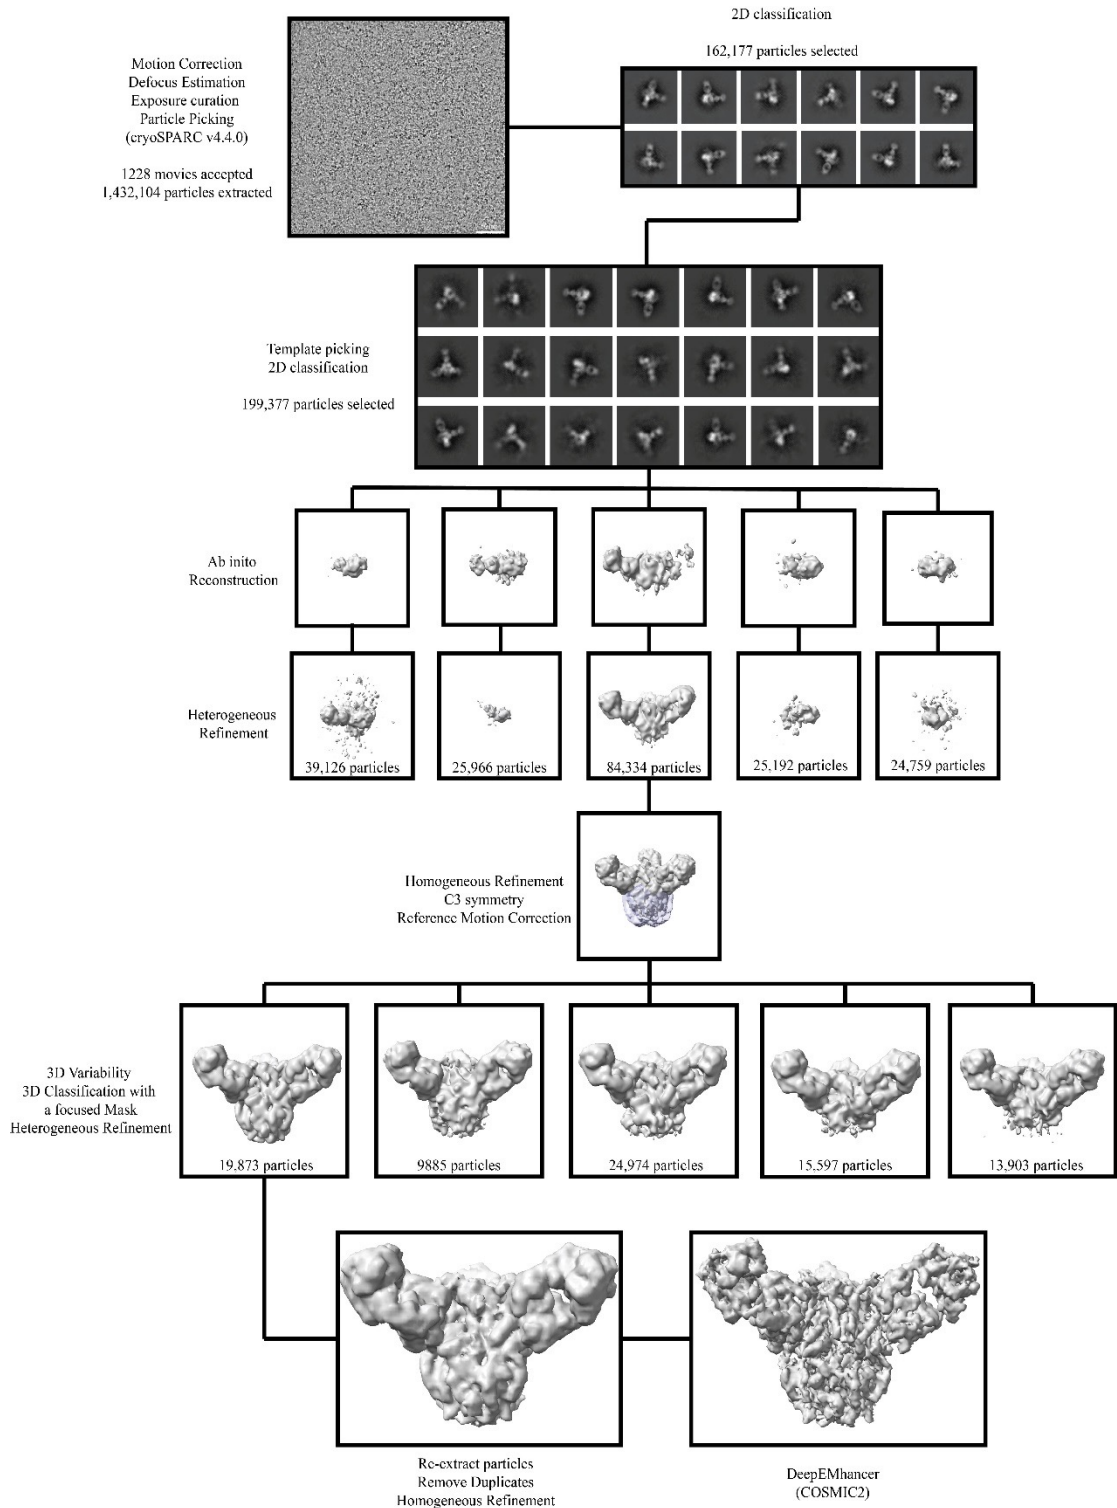 2D classification
162,177 particles selected
Motion Correction
Defocus Estimation
Exposure curation
Particle Picking
(cryoSPARC v4.4.0)
1228 movies accepted
1,432,104 particles extracted
Template picking
2D classification
199,377 particles selected
Ab inito
Reconstruction
Heterogeneous
Refinement
39,126 particles
25,966 particles
84,334 particles
25,192 particles
24,759 particles
Homogeneous Refinement
C3 symmetry
Reference Motion Correction
3D Variability
3D Classification with
a focused Mask
Heterogeneous Refinement
19,873 particles
9885 particles
24,974 particles
15,597 particles
13,903 particles
Re-extract particles
Remove Duplicates
Homogeneous Refinement
DeepEMhancer
(COSMIC2)